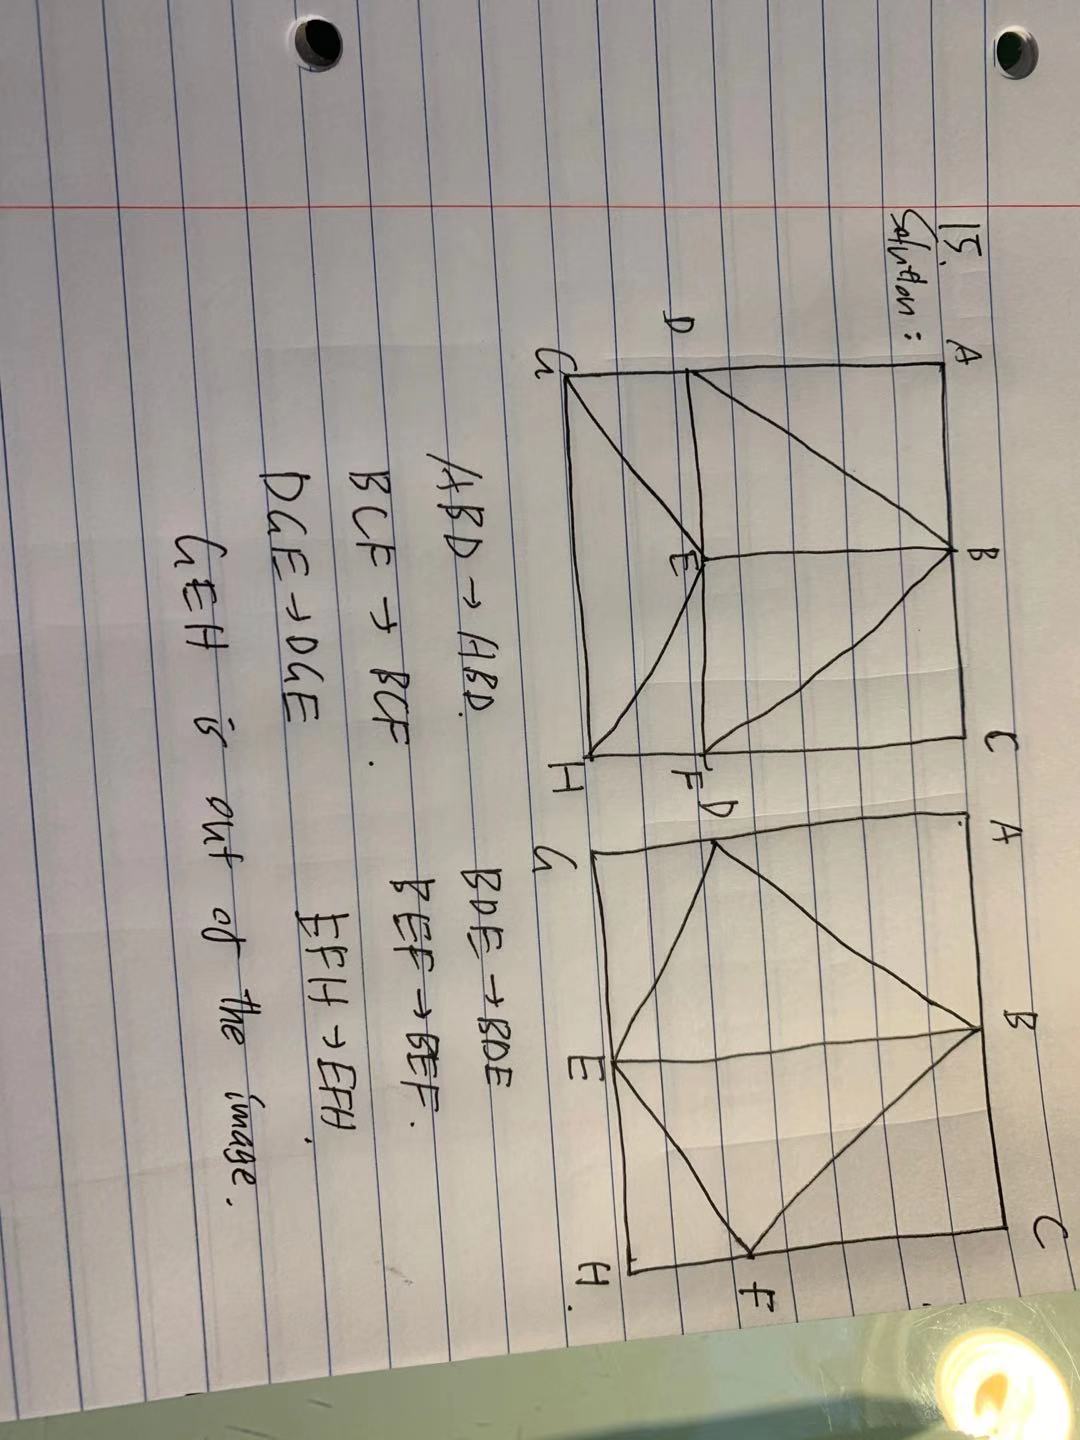 15.
Solution :
A B C A B C
D E F D F
G H G E H.
ABD → ABD. BDE → BDE
BCF → BCF. BEF → BEF.
DGE → DGE EFH → EFH.
GEH is out of the image.